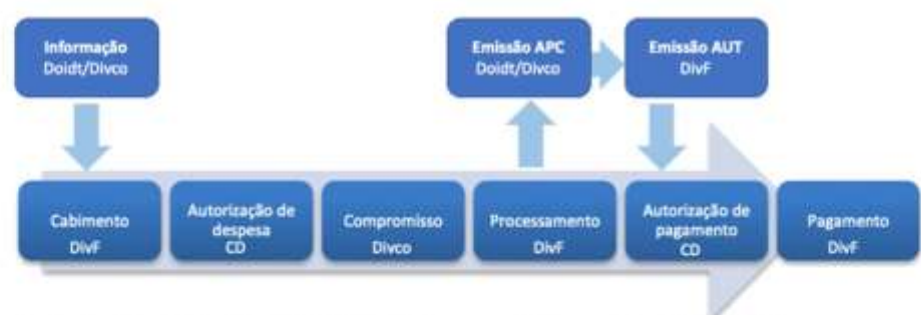 Informação
Doidt/Divco
Emissão APC
Doidt/Divco
Emissão AUT
DivF
Cabimento
DivF
Autorização de
despesa
CD
Compromisso
Divco
Processamento
DivF
Autorização de
pagamento
CD
Pagamento
DivF